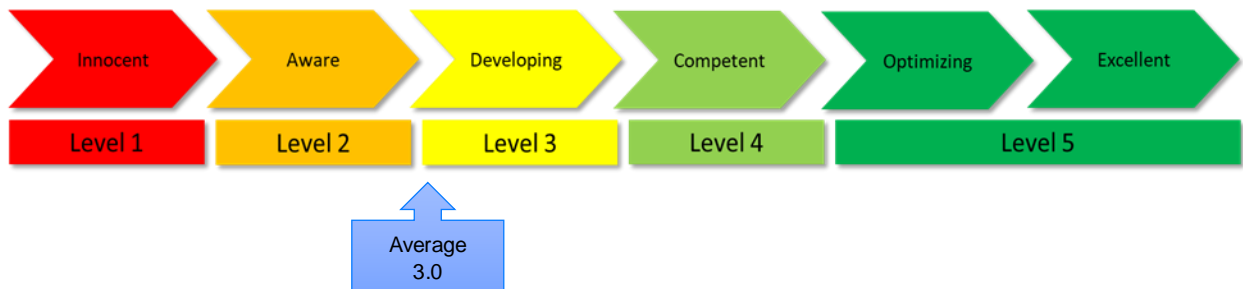 Innocent
Aware
Developing
Competent
Optimizing
Excellent
Level 1
Level 2
Level 3
Level 4
Level 5
Average
3.0